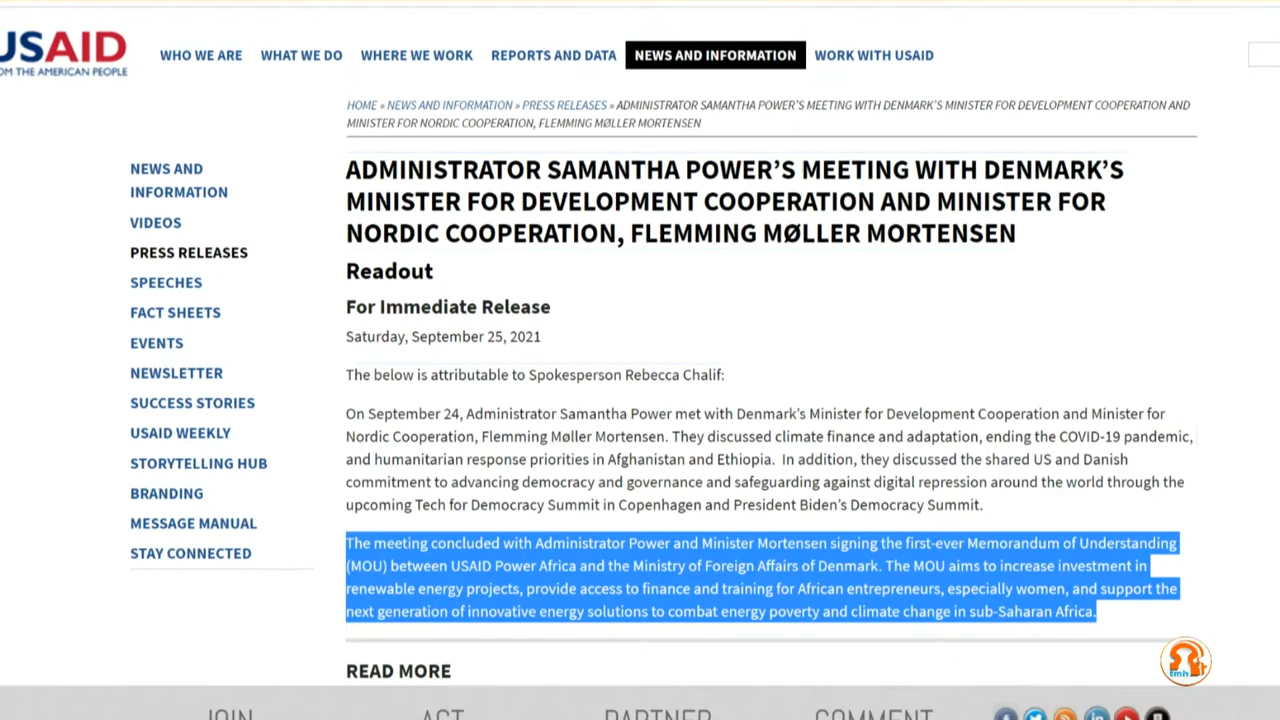 USAID
OM THE AMERICAN PEOPLE
WHO WE ARE WHAT WE DO WHERE WE WORK REPORTS AND DATA NEWS AND INFORMATION WORK WITH USAID
HOME » NEWS AND INFORMATION » PRESS RELEASES » ADMINISTRATOR SAMANTHA POWER'S MEETING WITH DENMARK'S MINISTER FOR DEVELOPMENT COOPERATION AND
MINISTER FOR NORDIC COOPERATION, FLEMMING MØLLER MORTENSEN
NEWS AND
INFORMATION
VIDEOS
PRESS RELEASES
SPEECHES
FACT SHEETS
EVENTS
NEWSLETTER
SUCCESS STORIES
USAID WEEKLY
STORYTELLING HUB
BRANDING
MESSAGE MANUAL
STAY CONNECTED
ADMINISTRATOR SAMANTHA POWER'S MEETING WITH DENMARK'S
MINISTER FOR DEVELOPMENT COOPERATION AND MINISTER FOR
NORDIC COOPERATION, FLEMMING MØLLER MORTENSEN
Readout
For Immediate Release
Saturday, September 25, 2021
The below is attributable to Spokesperson Rebecca Chalif:
On September 24, Administrator Samantha Power met with Denmark's Minister for Development Cooperation and Minister for
Nordic Cooperation, Flemming Møller Mortensen. They discussed climate finance and adaptation, ending the COVID-19 pandemic,
and humanitarian response priorities in Afghanistan and Ethiopia. In addition, they discussed the shared US and Danish
commitment to advancing democracy and governance and safeguarding against digital repression around the world through the
upcoming Tech for Democracy Summit in Copenhagen and President Biden's Democracy Summit.
The meeting concluded with Administrator Power and Minister Mortensen signing the first-ever Memorandum of Understanding
(MOU) between USAID Power Africa and the Ministry of Foreign Affairs of Denmark. The MOU aims to increase investment in
renewable energy projects, provide access to finance and training for African entrepreneurs, especially women, and support the
next generation of innovative energy solutions to combat energy poverty and climate change in sub-Saharan Africa.
READ MORE
tmh
JOIN ACT PARTNER COMMENT